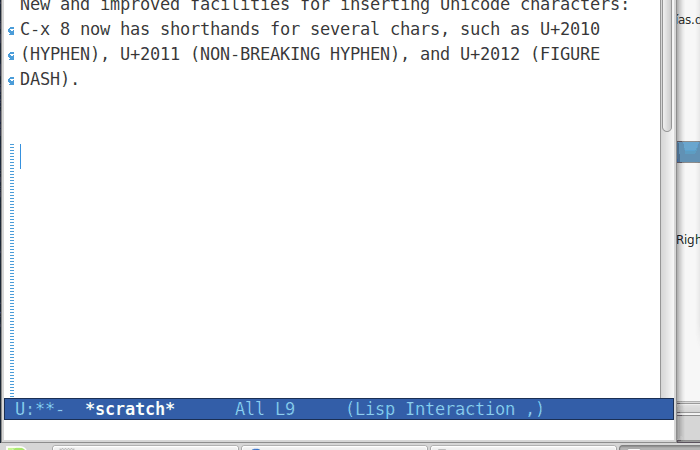 New and improved facilities for inserting Unicode characters:
C-x 8 now has shorthands for several chars, such as U+2010
(HYPHEN), U+2011 (NON-BREAKING HYPHEN), and U+2012 (FIGURE
DASH).
U:**-  *scratch*      All L9     (Lisp Interaction ,)
Righ